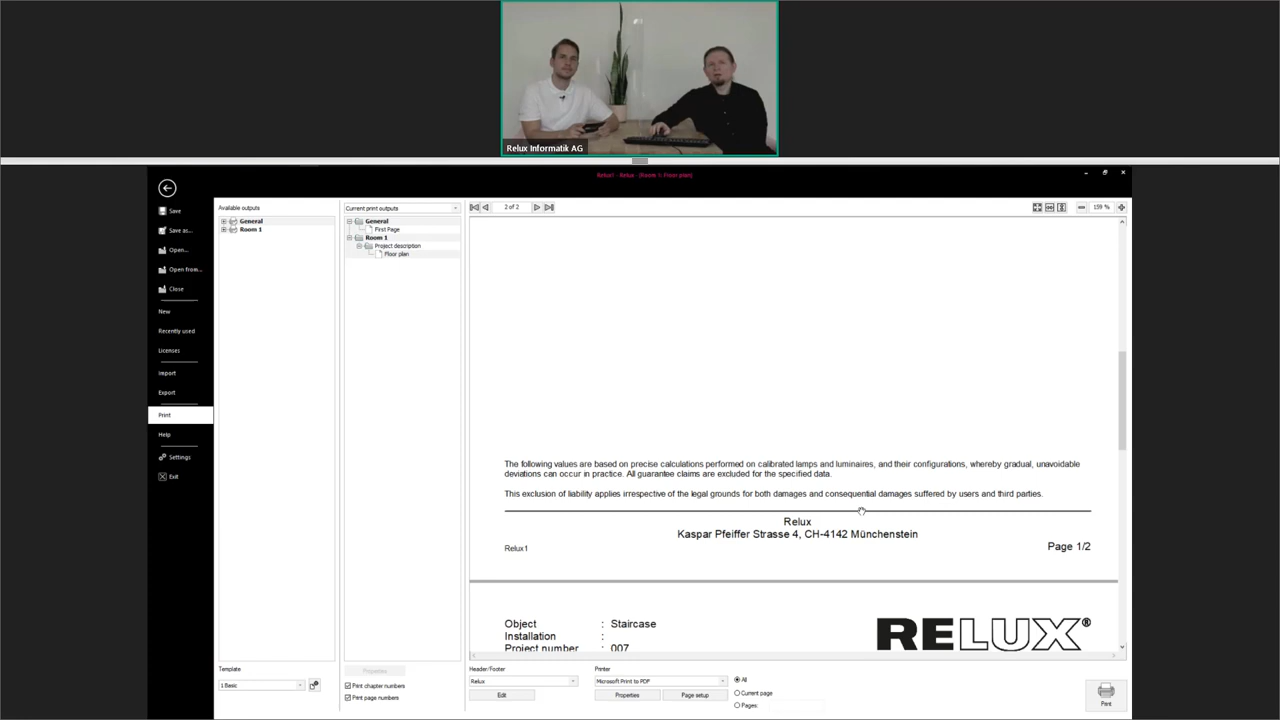 Relux Informatik AG
Relux1 - Relux - [Room 1, Floor plan]
Save
Save as...
Open...
Open from...
Close
New
Recently used
Licenses
Import
Export
Print
Help
Settings
Exit
Available outputs
General
Room 1
Template
1 Basic
Current print outputs
General
First Page
Room 1
Project description
Floor plan
Properties
Print chapter numbers
Print page numbers
2 of 2
159 %
The following values are based on precise calculations performed on calibrated lamps and luminaires, and their configurations, whereby gradual, unavoidable
deviations can occur in practice. All guarantee claims are excluded for the specified data.
This exclusion of liability applies irrespective of the legal grounds for both damages and consequential damages suffered by users and third parties.
Relux
Kaspar Pfeiffer Strasse 4, CH-4142 Münchenstein
Relux1
Page 1/2
Object : Staircase
Installation :
Project number : 007
RELUX®
Header/Footer
Relux
Edit
Printer
Microsoft Print to PDF
Properties
Page setup
All
Current page
Pages:
Print